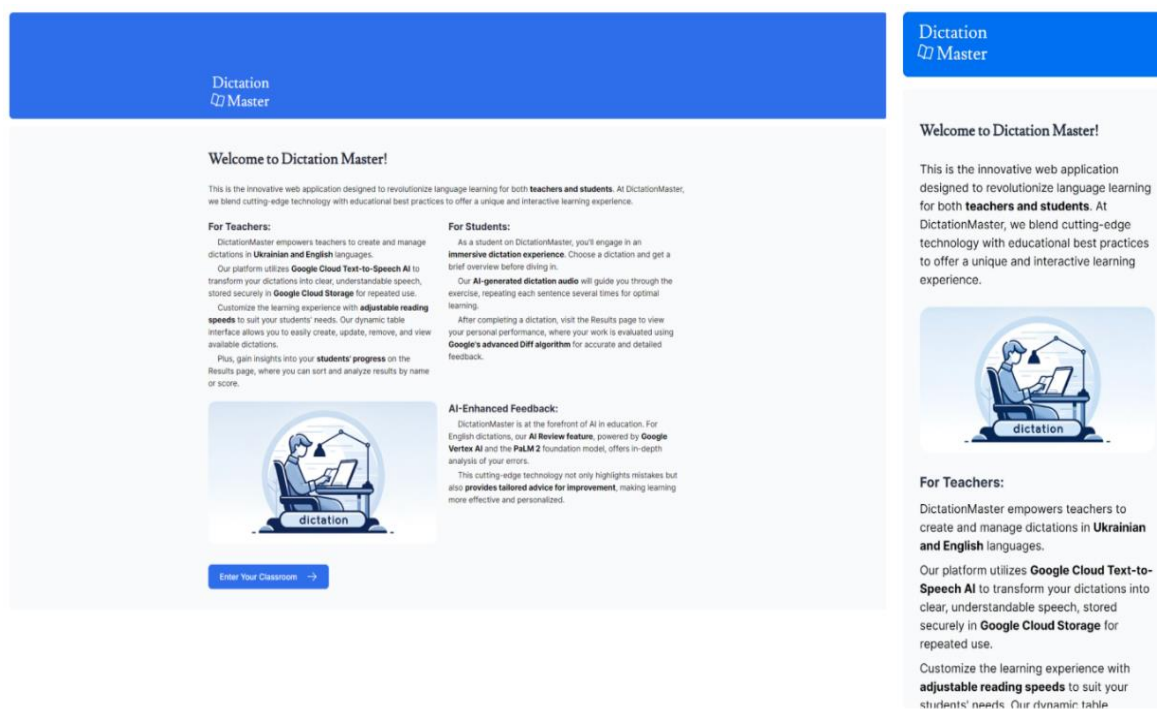 Dictation
Master
Welcome to Dictation Master!
This is the innovative web application designed to revolutionize language learning for both teachers and students. At DictationMaster,
we blend cutting-edge technology with educational best practices to offer a unique and interactive learning experience.
For Teachers:
DictationMaster empowers teachers to create and manage
dictations in Ukrainian and English languages.
Our platform utilizes Google Cloud Text-to-Speech AI to
transform your dictations into clear, understandable speech,
stored securely in Google Cloud Storage for repeated use.
Customize the learning experience with adjustable reading
speeds to suit your students' needs. Our dynamic table
interface allows you to easily create, update, remove, and view
available dictations.
Plus, gain insights into your students' progress on the
Results page, where you can sort and analyze results by name
or score.
For Students:
As a student on DictationMaster, you'll engage in an
immersive dictation experience. Choose a dictation and get a
brief overview before diving in.
Our AI-generated dictation audio will guide you through the
exercise, repeating each sentence several times for optimal
learning.
After completing a dictation, visit the Results page to view
your personal performance, where your work is evaluated using
Google's advanced Diff algorithm for accurate and detailed
feedback.
dictation
AI-Enhanced Feedback:
DictationMaster is at the forefront of AI in education. For
English dictations, our AI Review feature, powered by Google
Vertex AI and the PaLM 2 foundation model, offers in-depth
analysis of your errors.
This cutting-edge technology not only highlights mistakes but
also provides tailored advice for improvement, making learning
more effective and personalized.
Enter Your Classroom
Dictation
Master
Welcome to Dictation Master!
This is the innovative web application
designed to revolutionize language learning
for both teachers and students. At
DictationMaster, we blend cutting-edge
technology with educational best practices
to offer a unique and interactive learning
experience.
dictation
For Teachers:
DictationMaster empowers teachers to
create and manage dictations in Ukrainian
and English languages.
Our platform utilizes Google Cloud Text-to-
Speech AI to transform your dictations into
clear, understandable speech, stored
securely in Google Cloud Storage for
repeated use.
Customize the learning experience with
adjustable reading speeds to suit your
students' needs. Our dynamic table